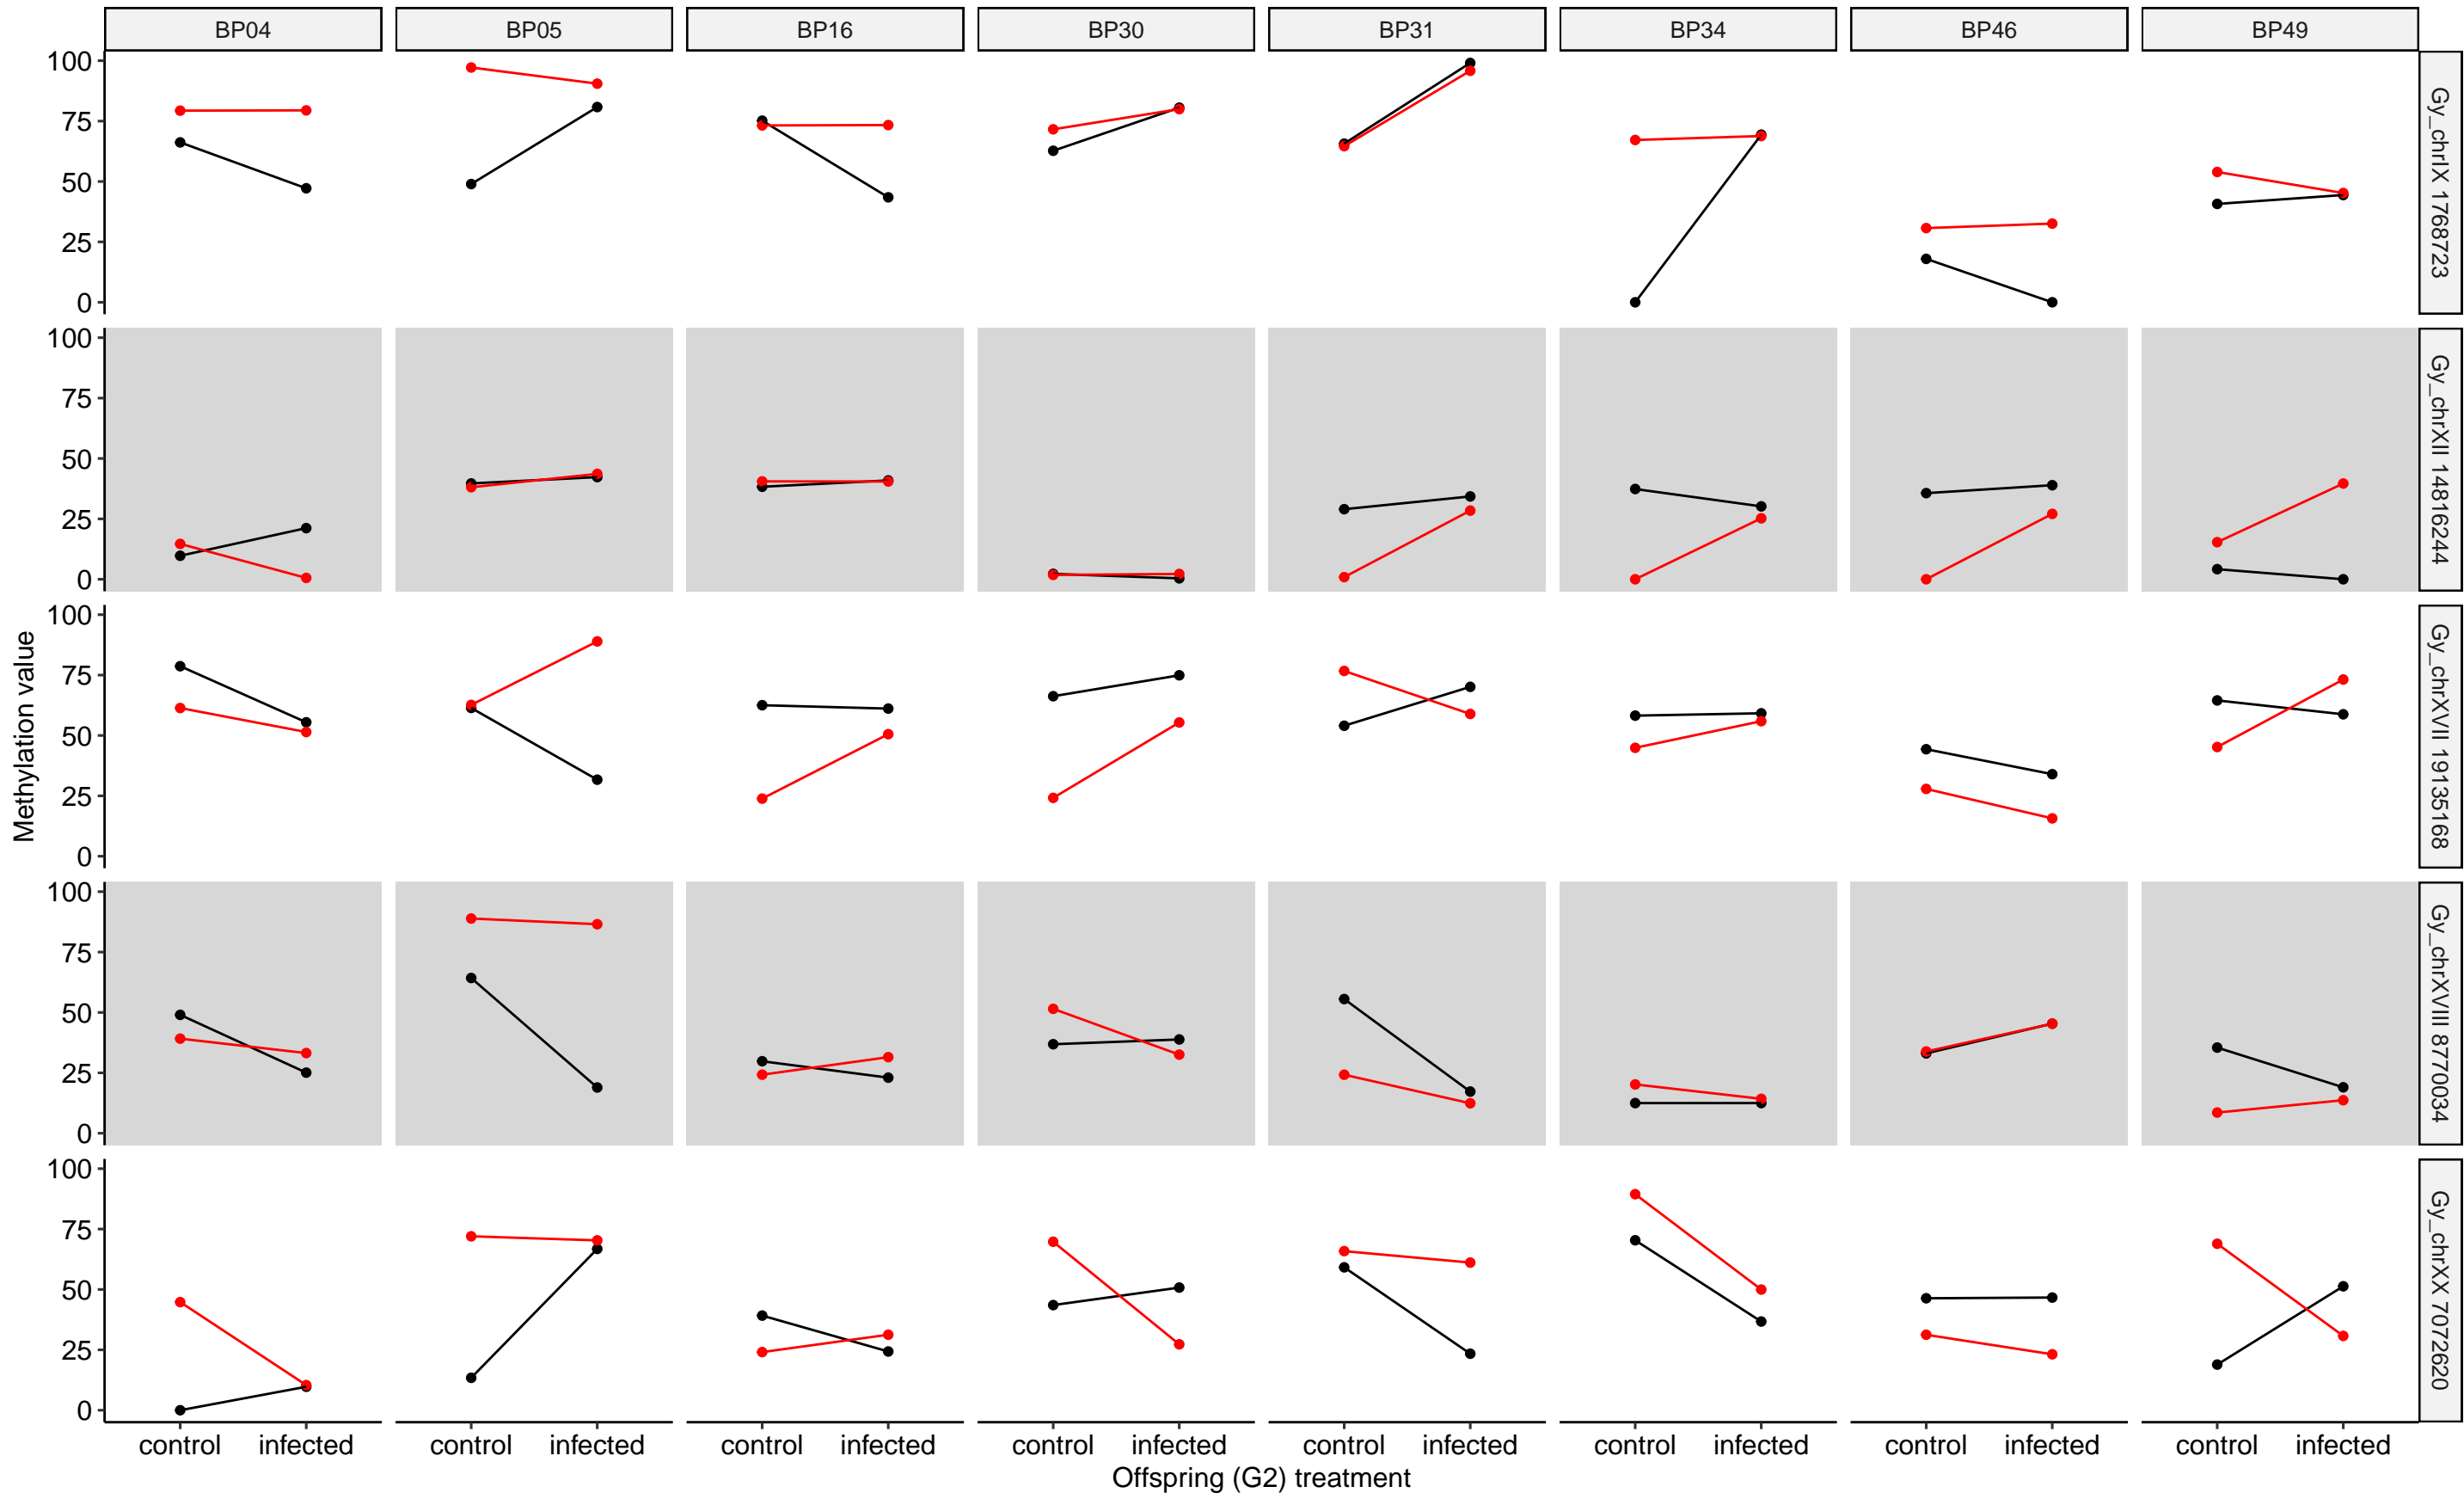 BP04 BP05 BP16 BP30 BP31 BP34 BP46 BP49
100
75
50
25
0
Gy_chrIX 1768723
100
75
50
25
0
Gy_chrXII 14816244
100
75
50
25
0
Gy_chrXVII 19135168
100
75
50
25
0
Gy_chrXVIII 8770034
100
75
50
25
0
Gy_chrXX 7072620
Methylation value
control infected control infected control infected control infected control infected control infected control infected control infected
Offspring (G2) treatment